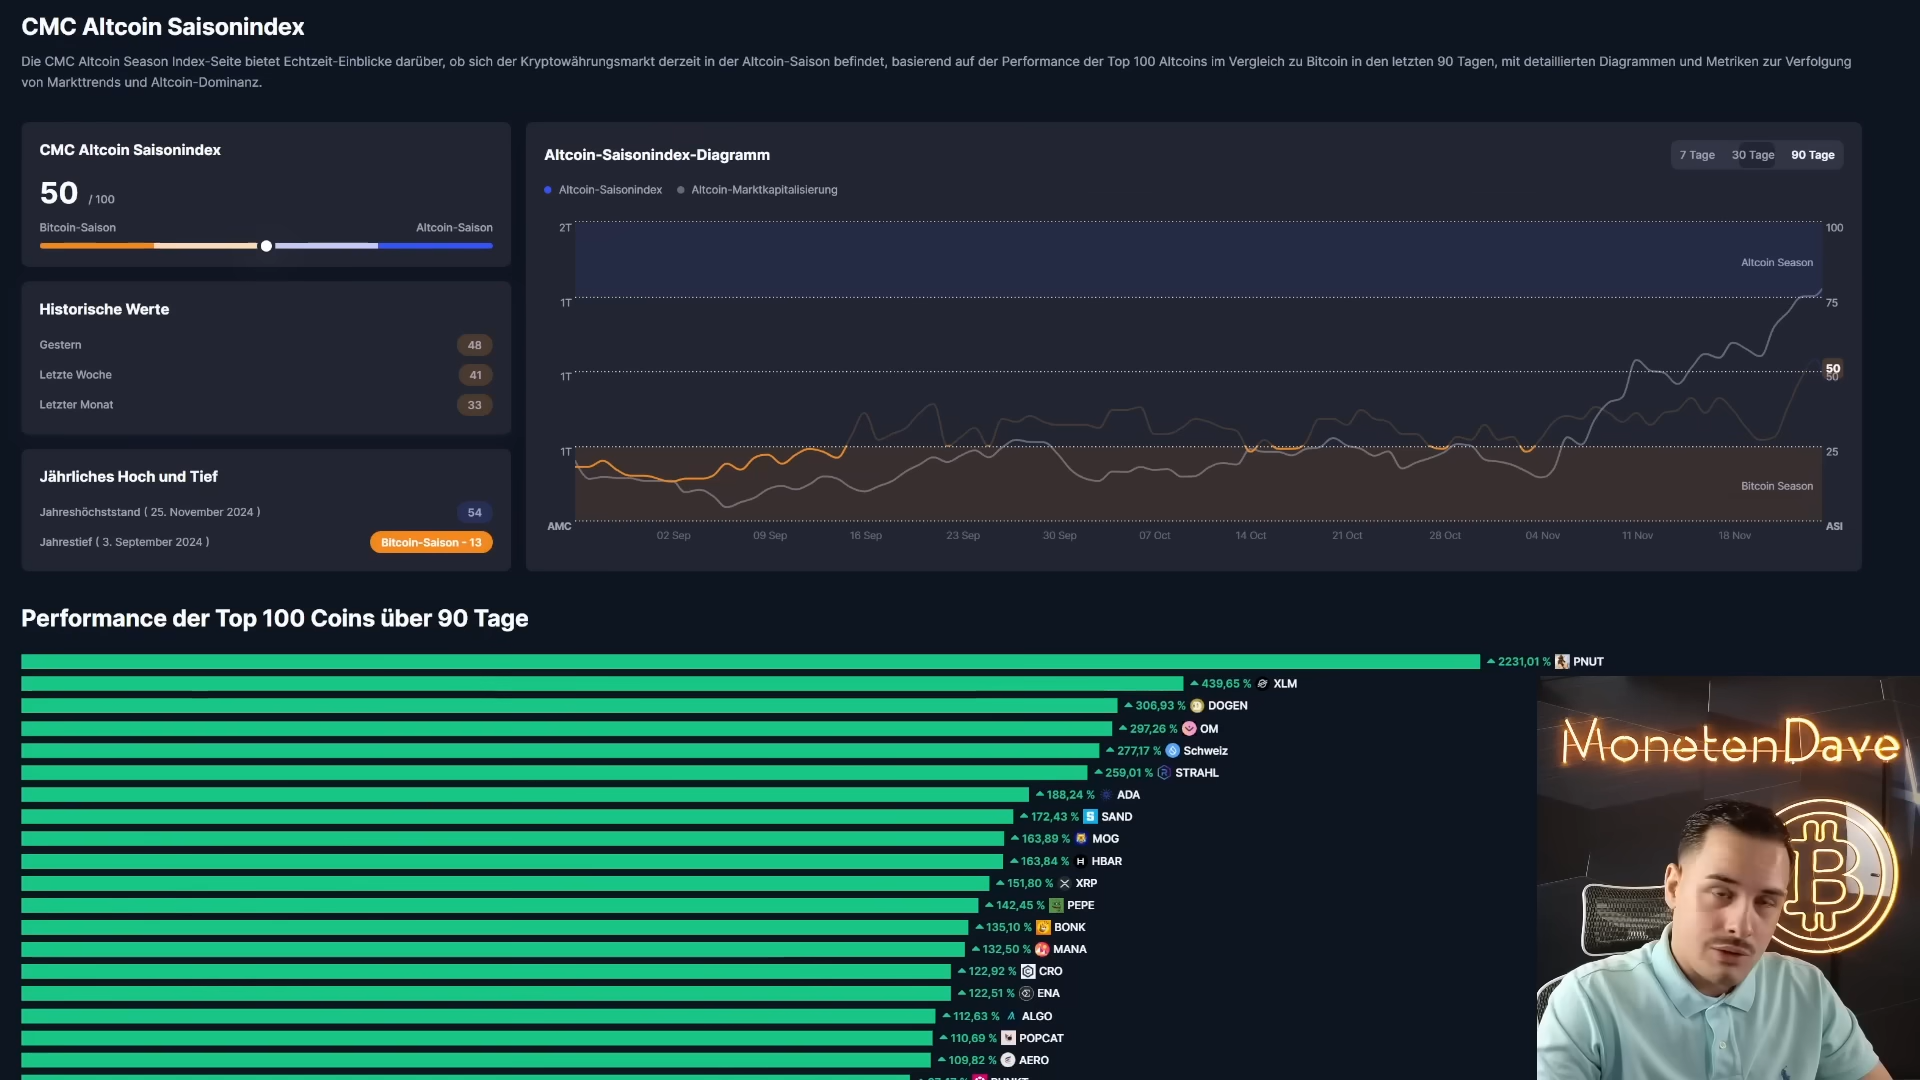 CMC Altcoin Saisonindex
Die CMC Altcoin Season Index-Seite bietet Echtzeit-Einblicke darüber, ob sich der Kryptowährungsmarkt derzeit in der Altcoin-Saison befindet, basierend auf der Performance der Top 100 Altcoins im Vergleich zu Bitcoin in den letzten 90 Tagen, mit detaillierten Diagrammen und Metriken zur Verfolgung
von Markttrends und Altcoin-Dominanz.
CMC Altcoin Saisonindex
50 / 100
Bitcoin-Saison Altcoin-Saison
Historische Werte
Gestern 48
Letzte Woche 41
Letzter Monat 33
Jährliches Hoch und Tief
Jahreshöchststand ( 25. November 2024 ) 54
Jahrestief ( 3. September 2024 ) Bitcoin-Saison - 13
Altcoin-Saisonindex-Diagramm
7 Tage 30 Tage 90 Tage
Altcoin-Saisonindex Altcoin-Marktkapitalisierung
2T 100
Altcoin Season
1T 75
50
1T 50
1T 25
Bitcoin Season
AMC ASI
02 Sep 09 Sep 16 Sep 23 Sep 30 Sep 07 Oct 14 Oct 21 Oct 28 Oct 04 Nov 11 Nov 18 Nov
Performance der Top 100 Coins über 90 Tage
2231,01 % PNUT
439,65 % XLM
306,93 % DOGEN
297,26 % OM
277,17 % Schweiz
259,01 % STRAHL
188,24 % ADA
172,43 % SAND
163,89 % MOG
163,84 % HBAR
151,80 % XRP
142,45 % PEPE
135,10 % BONK
132,50 % MANA
122,92 % CRO
122,51 % ENA
112,63 % ALGO
110,69 % POPCAT
109,82 % AERO
MonetenDave